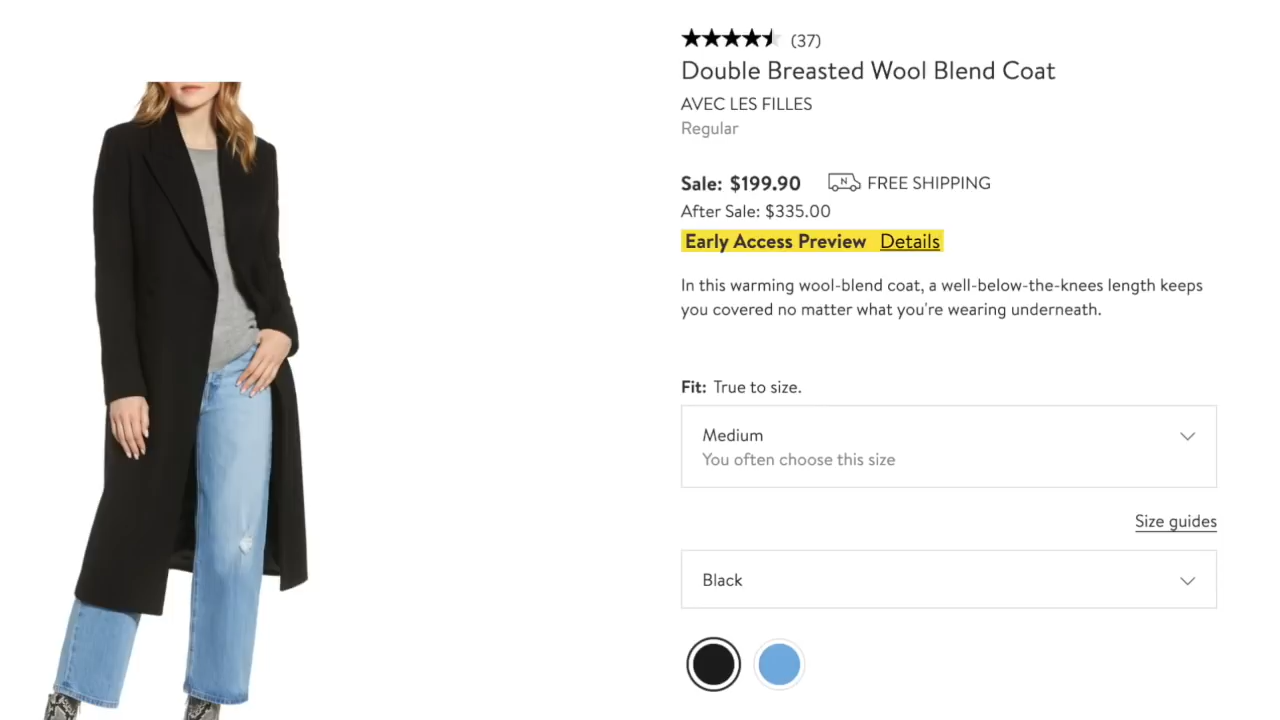 (37)
Double Breasted Wool Blend Coat
AVEC LES FILLES
Regular
Sale: $199.90 N FREE SHIPPING
After Sale: $335.00
Early Access Preview Details
In this warming wool-blend coat, a well-below-the-knees length keeps
you covered no matter what you're wearing underneath.
Fit: True to size.
Medium
You often choose this size
Size guides
Black